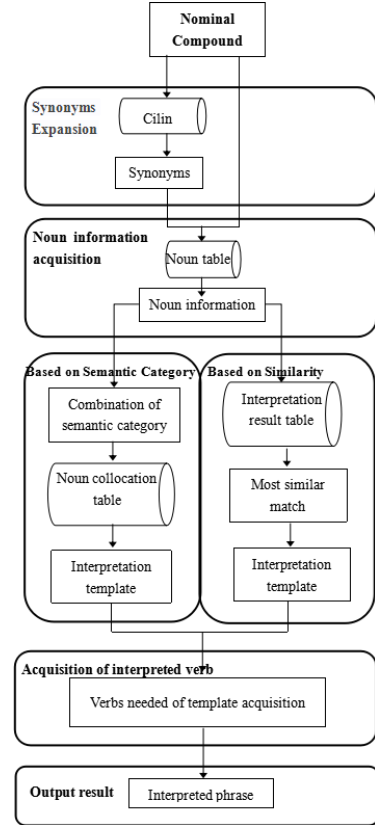 Nominal
Compound
Synonyms
Expansion
Cilin
Synonyms
Noun information
acquisition
Noun table
Noun information
Based on Semantic Category
Combination of
semantic category
Noun collocation
table
Interpretation
template
Based on Similarity
Interpretation
result table
Most similar
match
Interpretation
template
Acquisition of interpreted verb
Verbs needed of template acquisition
Output result
Interpreted phrase